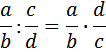 a/b : c/d = a/b · d/c